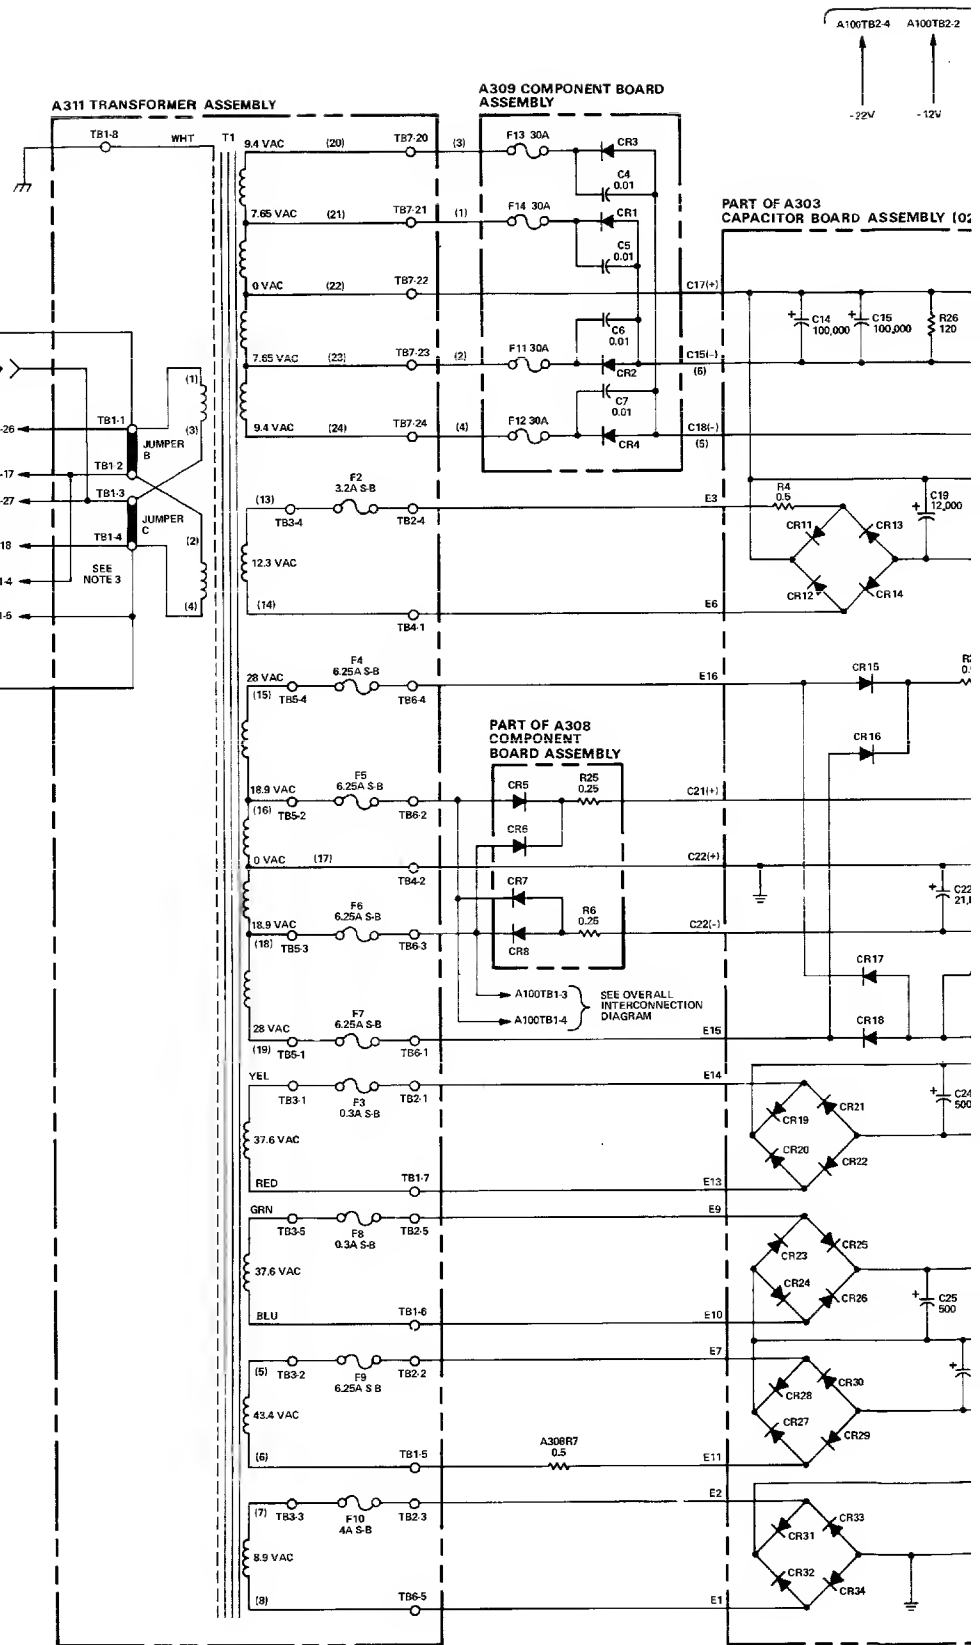 A100TB2-4 A100TB2-2
-22V -12V
A311 TRANSFORMER ASSEMBLY
A309 COMPONENT BOARD
ASSEMBLY
TB1-8 WHT T1
9.4 VAC (20) TB7-20 (3) F13 30A CR3
C4
0.01
7.65 VAC (21) TB7-21 (1) F14 30A CR1
C5
0.01
PART OF A303
CAPACITOR BOARD ASSEMBLY (02
0 VAC (22) TB7-22 C17(+)
C14
100,000
C15
100,000
R26
120
C6
0.01
7.65 VAC (23) TB7-23 (2) F11 30A CR2 C15(-)
(6)
C7
0.01
9.4 VAC (24) TB7-24 (4) F12 30A CR4 C18(-)
(5)
(1)
(3)
-26 TB1-1
JUMPER
B
-17 TB1-2
-27 TB1-3
JUMPER
C
18 TB1-4 (2)
1-4
SEE
NOTE 3
(4)
1-5
(13) TB3-4
F2
3.2A S-B
TB2-4 E3
R4
0.5
C19
12,000
CR11 CR13
12.3 VAC
CR12 CR14
(14) TB4-1 E6
28 VAC
(15) TB5-4
F4
6.25A S-B
TB6-4 E16
CR15
CR16
PART OF A308
COMPONENT
BOARD ASSEMBLY
18.9 VAC
(16) TB5-2
F5
6.25A S-B
TB6-2
CR5
R25
0.25
C21(+)
CR6
0 VAC (17) TB4-2 C22(+)
C22
CR7
18.9 VAC
(18) TB5-3
F6
6.25A S-B
TB6-3
CR8
R6
0.25
C22(-)
CR17
A100TB1-3
A100TB1-4
SEE OVERALL
INTERCONNECTION
DIAGRAM
28 VAC
(19) TB5-1
F7
6.25A S-B
TB6-1 E15
CR18
YEL TB3-1
F3
0.3A S-B
TB2-1 E14
CR19 CR21
C24
500
37.6 VAC
CR20 CR22
RED TB1-7 E13
GRN TB3-5
F8
0.3A S-B
TB2-5 E9
CR23 CR25
37.6 VAC
CR24 CR26
C25
500
BLU TB1-6 E10
(5) TB3-2
F9
6.25A S B
TB2-2 E7
CR28 CR30
43.4 VAC
CR27 CR29
(6) TB1-5
A308R7
0.5
E11
(7) TB3-3
F10
4A S-B
TB2-3 E2
CR31 CR33
8.9 VAC
CR32 CR34
(8) TB6-5 E1